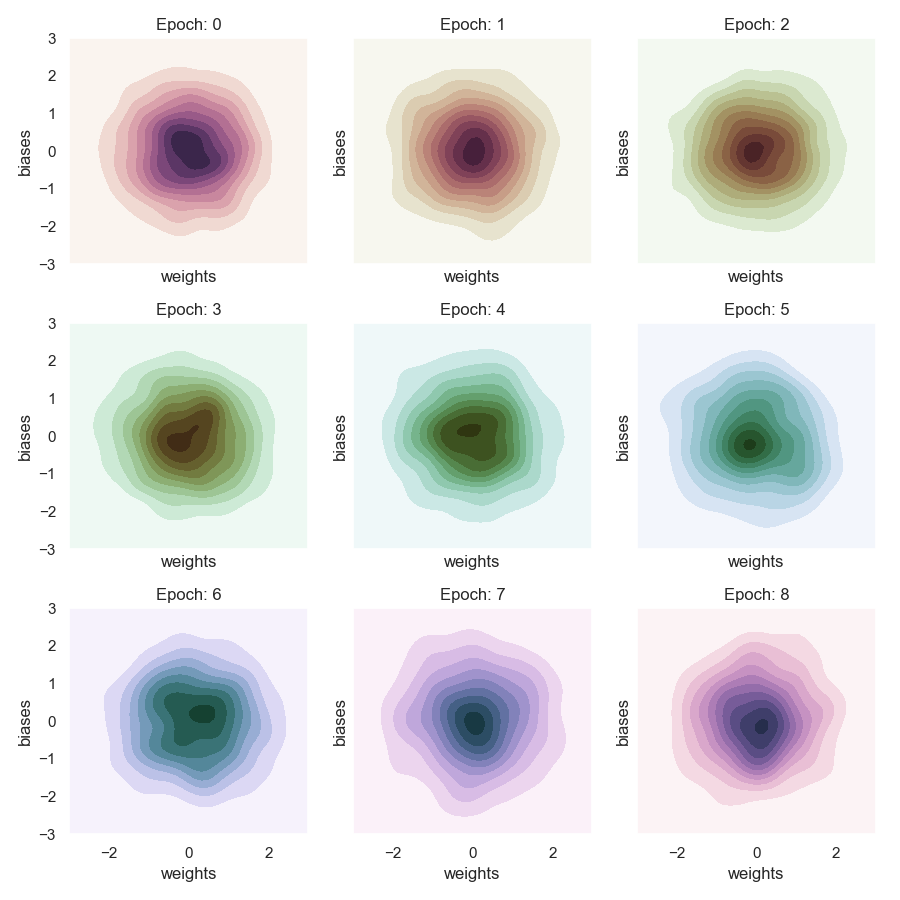 Epoch: 0 Epoch: 1 Epoch: 2
3
2
1
0
−1
−2
−3
biases biases biases
weights weights weights
Epoch: 3 Epoch: 4 Epoch: 5
3
2
1
0
−1
−2
−3
biases biases biases
weights weights weights
Epoch: 6 Epoch: 7 Epoch: 8
3
2
1
0
−1
−2
−3
biases biases biases
−2 0 2 −2 0 2 −2 0 2
weights weights weights